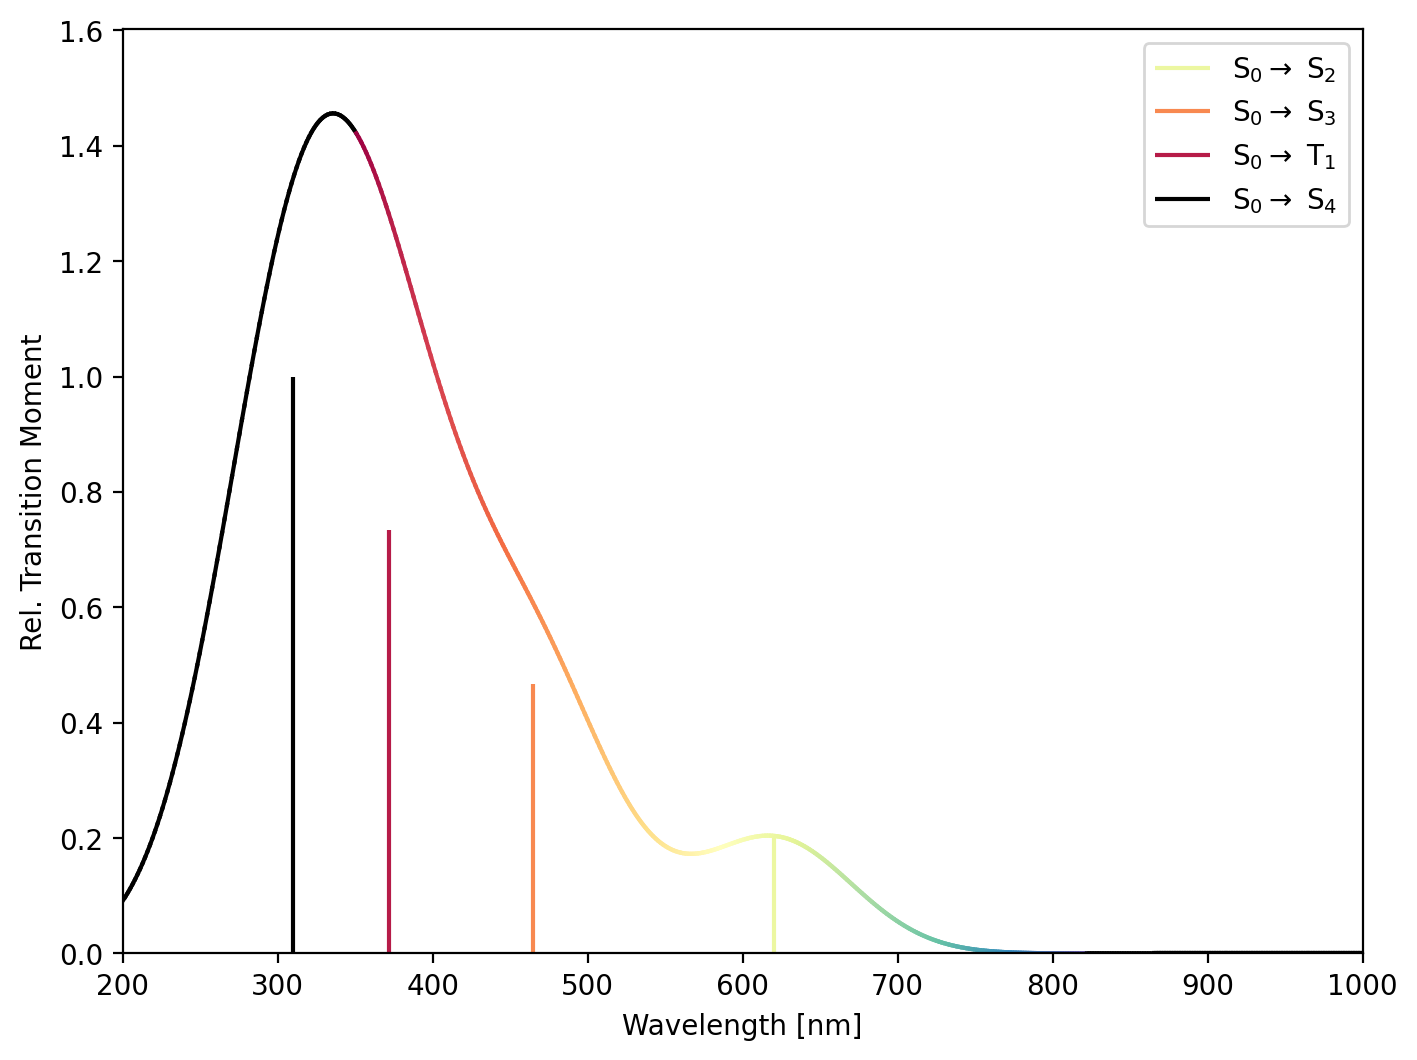 S₀→ S₂
S₀→ S₃
S₀→ T₁
S₀→ S₄
Rel. Transition Moment
1.6
1.4
1.2
1.0
0.8
0.6
0.4
0.2
0.0
200 300 400 500 600 700 800 900 1000
Wavelength [nm]